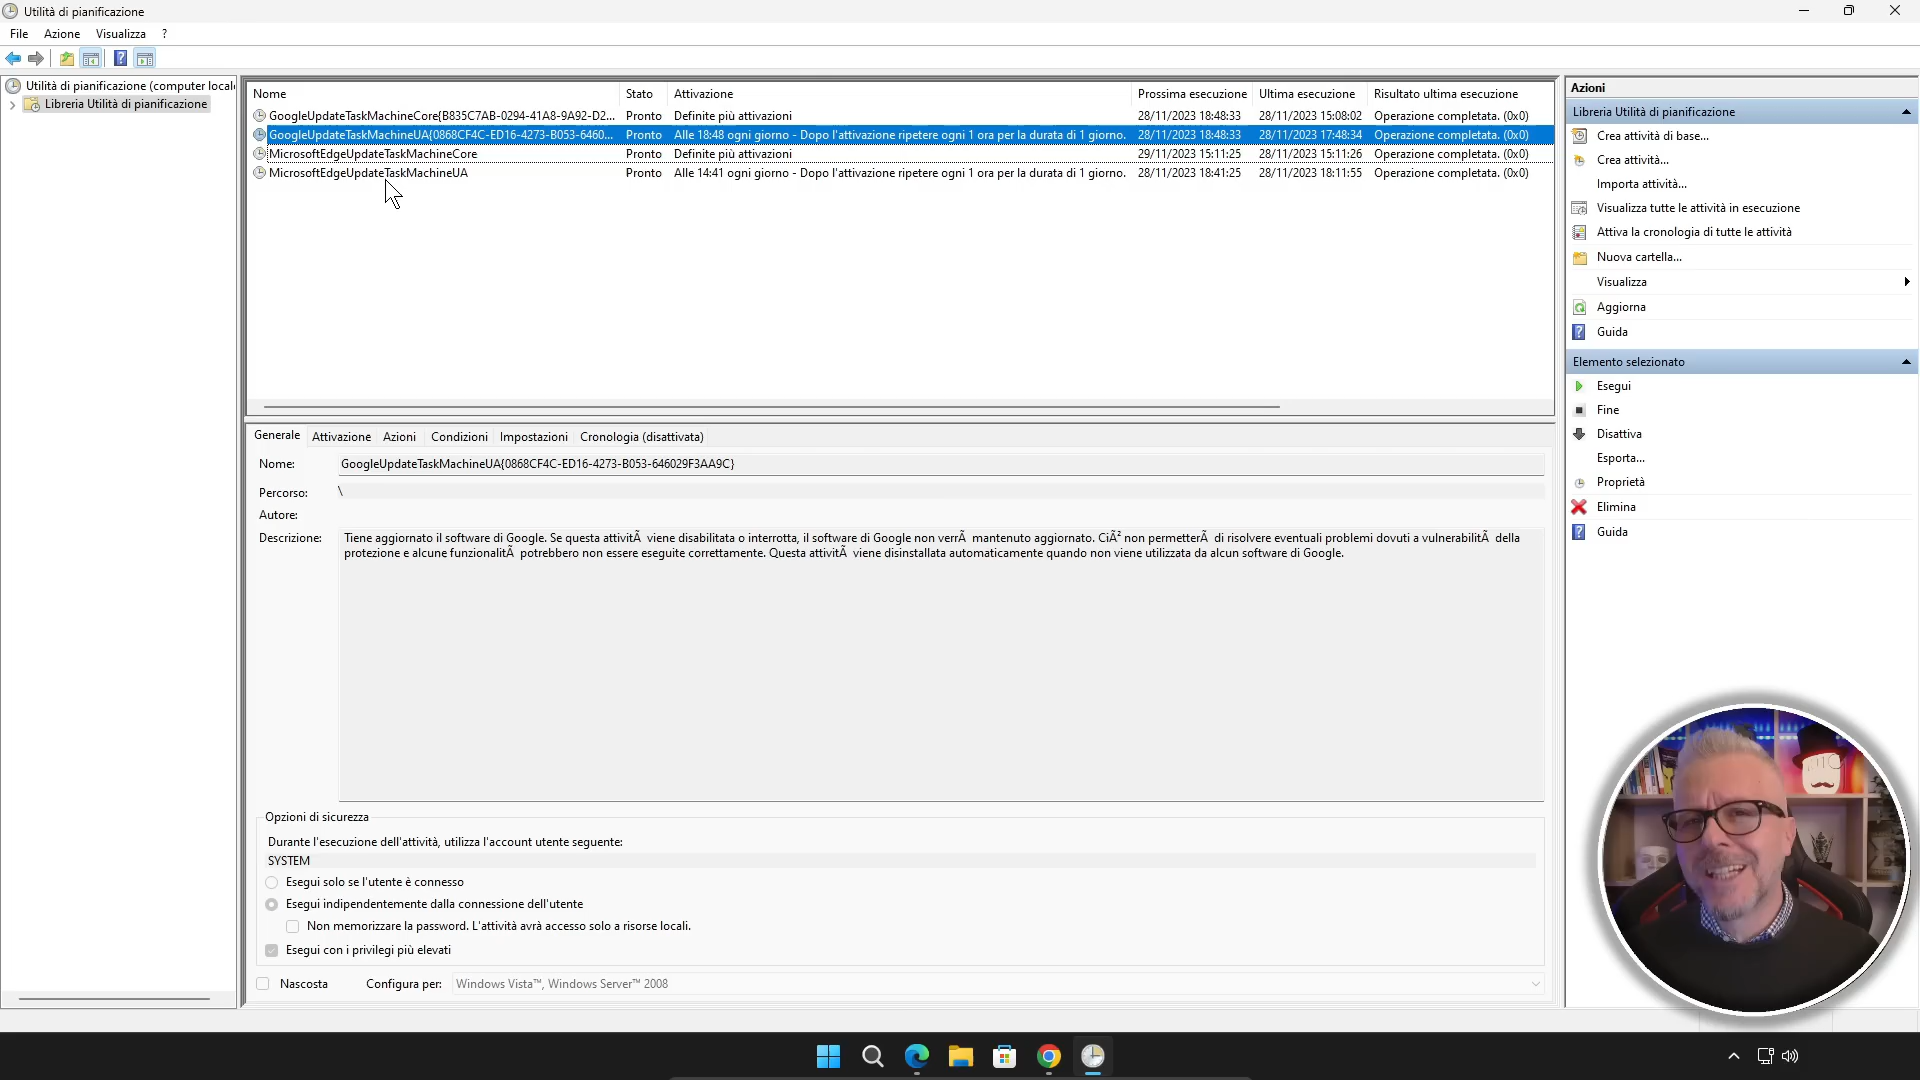 Utilità di pianificazione
File Azione Visualizza ?
Utilità di pianificazione (computer locale
Libreria Utilità di pianificazione
Nome Stato Attivazione Prossima esecuzione Ultima esecuzione Risultato ultima esecuzione
GoogleUpdateTaskMachineCore{B835C7AB-0294-41A8-9A92-D2... Pronto Definite più attivazioni 28/11/2023 18:48:33 28/11/2023 15:08:02 Operazione completata. (0x0)
GoogleUpdateTaskMachineUA{0868CF4C-ED16-4273-B053-6460... Pronto Alle 18:48 ogni giorno - Dopo l'attivazione ripetere ogni 1 ora per la durata di 1 giorno. 28/11/2023 18:48:33 28/11/2023 17:48:34 Operazione completata. (0x0)
MicrosoftEdgeUpdateTaskMachineCore Pronto Definite più attivazioni 29/11/2023 15:11:25 28/11/2023 15:11:26 Operazione completata. (0x0)
MicrosoftEdgeUpdateTaskMachineUA Pronto Alle 14:41 ogni giorno - Dopo l'attivazione ripetere ogni 1 ora per la durata di 1 giorno. 28/11/2023 18:41:25 28/11/2023 18:11:55 Operazione completata. (0x0)
Generale Attivazione Azioni Condizioni Impostazioni Cronologia (disattivata)
Nome: GoogleUpdateTaskMachineUA{0868CF4C-ED16-4273-B053-646029F3AA9C}
Percorso: \
Autore:
Descrizione: Tiene aggiornato il software di Google. Se questa attivitÃ viene disabilitata o interrotta, il software di Google non verrÃ mantenuto aggiornato. CiÃ² non permetterÃ di risolvere eventuali problemi dovuti a vulnerabilitÃ della
protezione e alcune funzionalitÃ potrebbero non essere eseguite correttamente. Questa attivitÃ viene disinstallata automaticamente quando non viene utilizzata da alcun software di Google.
Opzioni di sicurezza
Durante l'esecuzione dell'attività, utilizza l'account utente seguente:
SYSTEM
Esegui solo se l'utente è connesso
Esegui indipendentemente dalla connessione dell'utente
Non memorizzare la password. L'attività avrà accesso solo a risorse locali.
Esegui con i privilegi più elevati
Nascosta Configura per: Windows Vista™, Windows Server™ 2008
Azioni
Libreria Utilità di pianificazione
Crea attività di base...
Crea attività...
Importa attività...
Visualizza tutte le attività in esecuzione
Attiva la cronologia di tutte le attività
Nuova cartella...
Visualizza
Aggiorna
Guida
Elemento selezionato
Esegui
Fine
Disattiva
Esporta...
Proprietà
Elimina
Guida